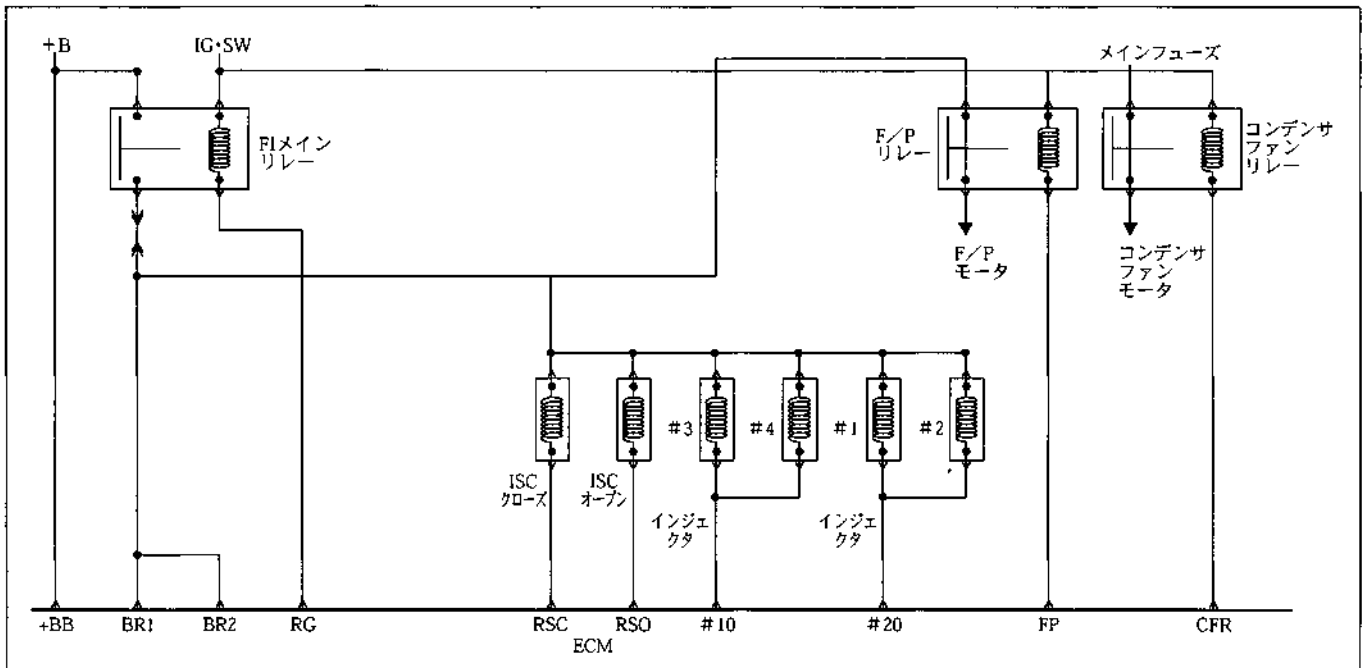 +B
IG・SW
メインフューズ
FIメイン
リレー
F/P
リレー
コンデンサ
ファン
リレー
F/P
モータ
コンデンサ
ファン
モータ
#3
#4
#1
#2
ISC
クローズ
ISC
オープン
インジェ
クタ
インジェ
クタ
+BB
BR1
BR2
RG
RSC
RSO
#10
#20
FP
CFR
ECM